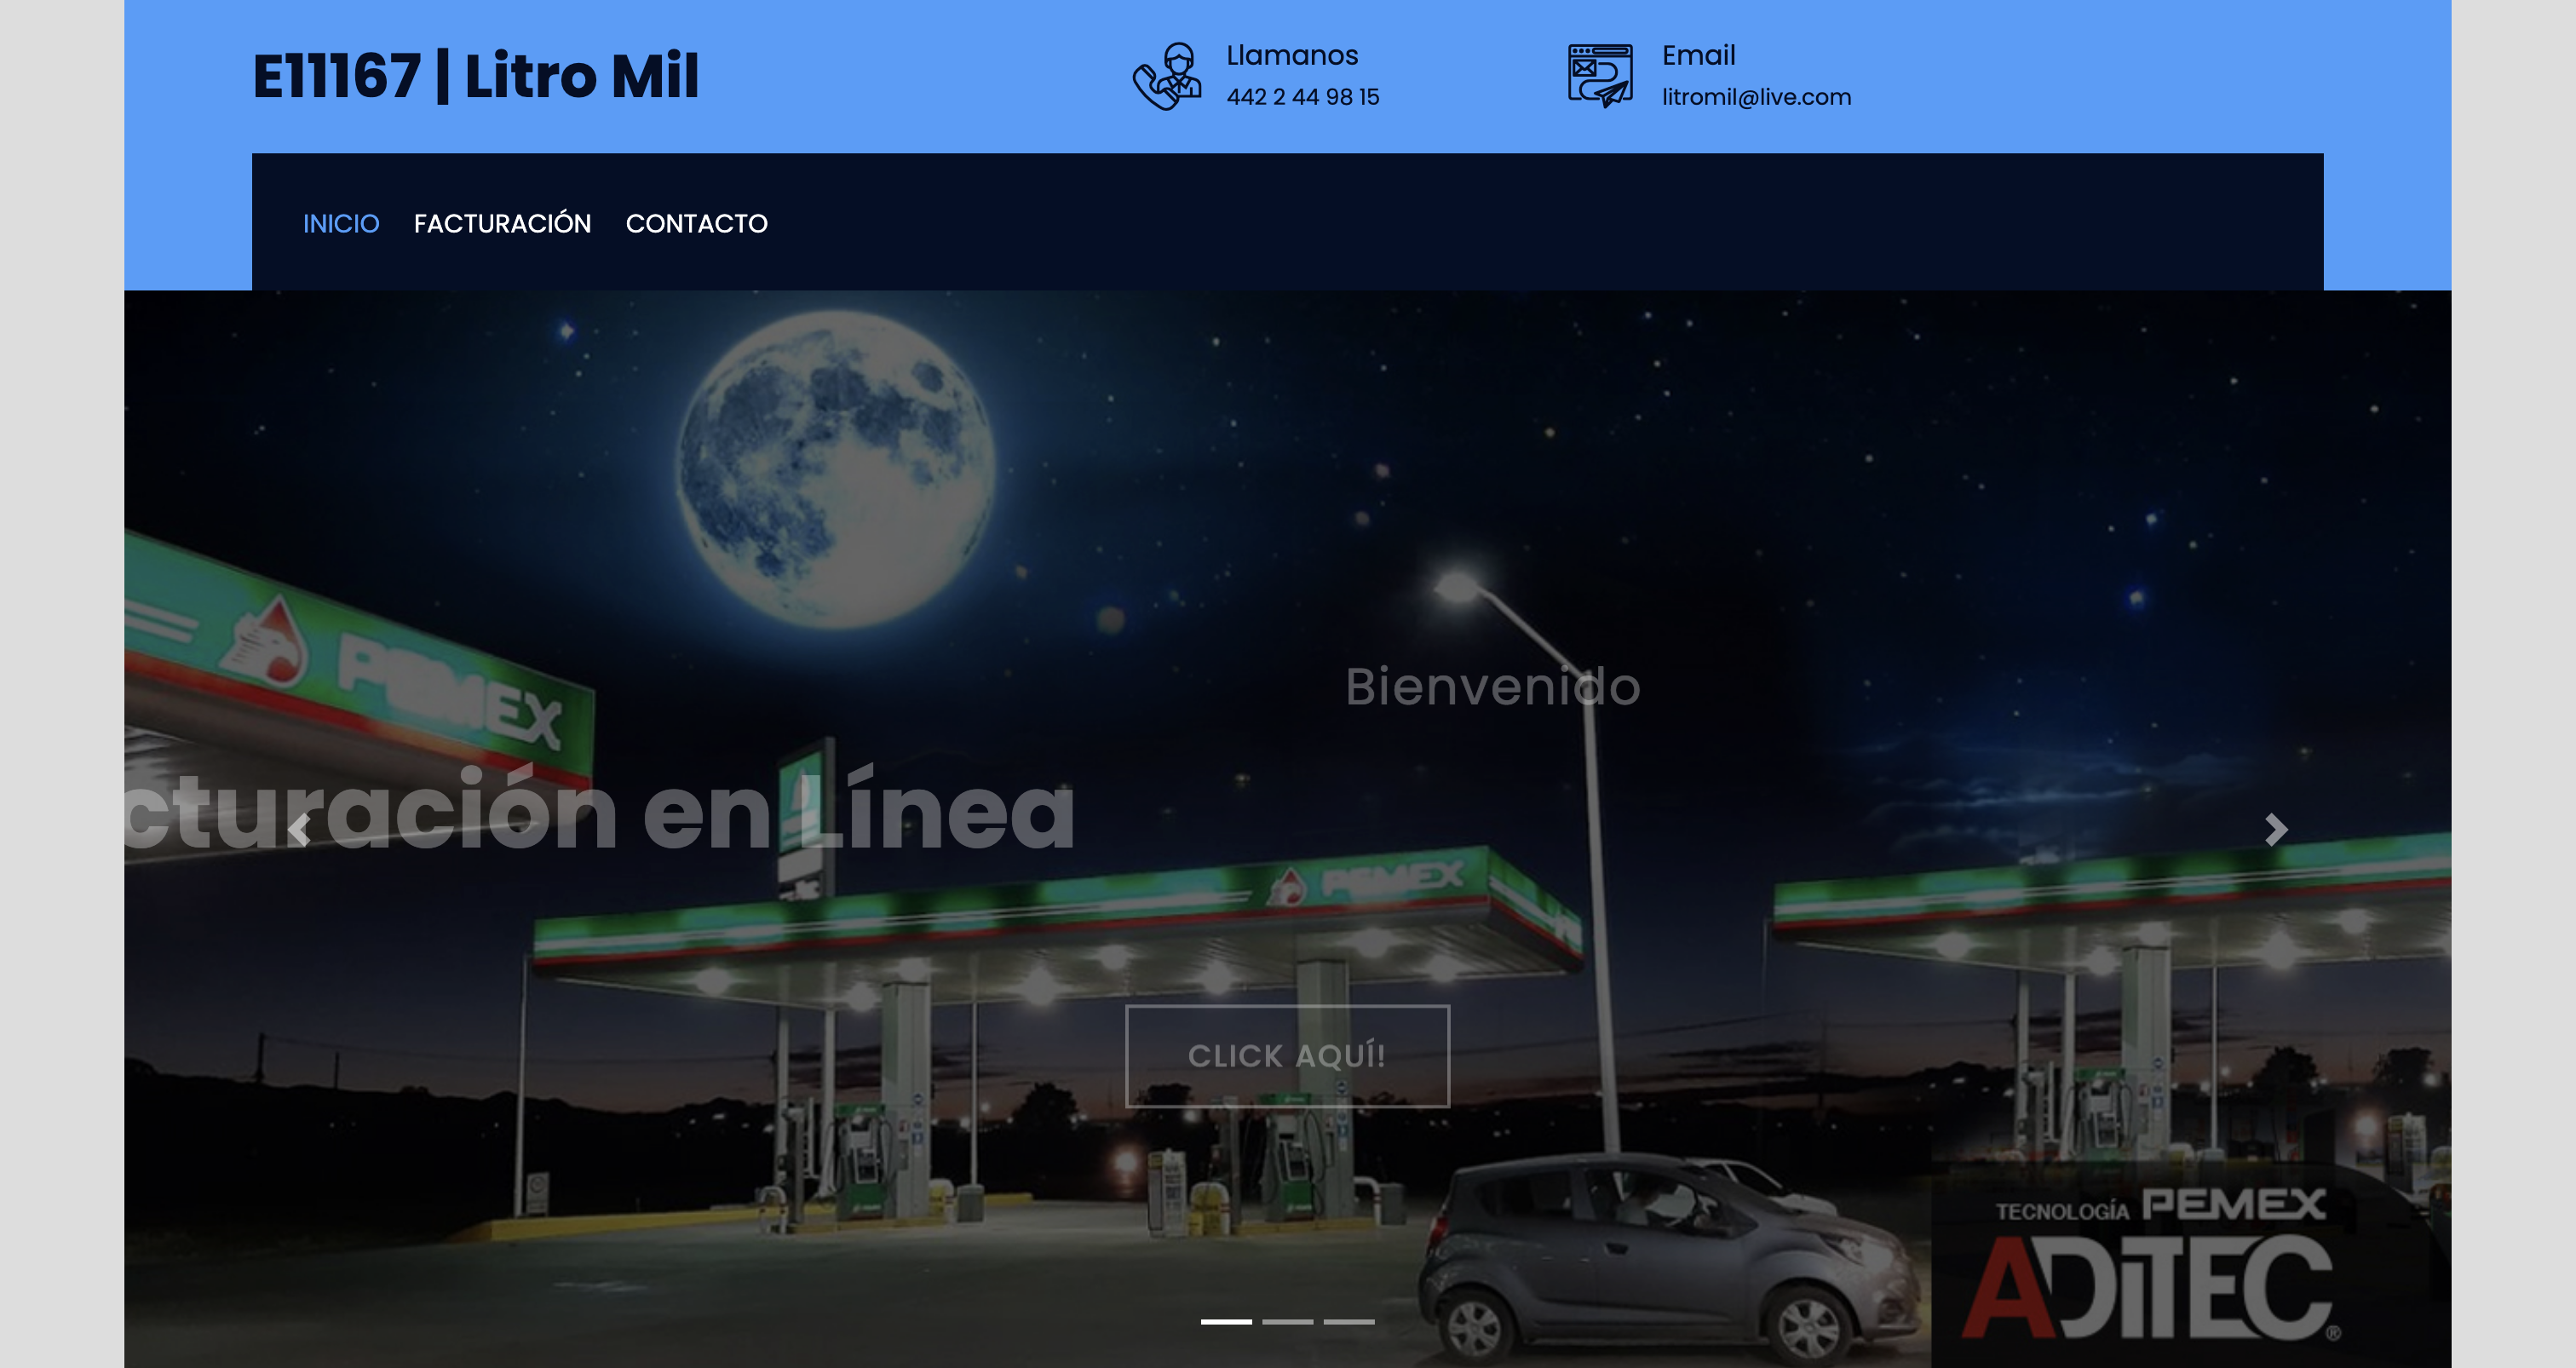 E11167 | Litro Mil
Llamanos
442 2 44 98 15
Email
litromil@live.com
INICIO FACTURACIÓN CONTACTO
PEMEX
Bienvenido
cturación en Línea
PEMEX
CLICK AQUÍ!
TECNOLOGÍA PEMEX
ADITEC®